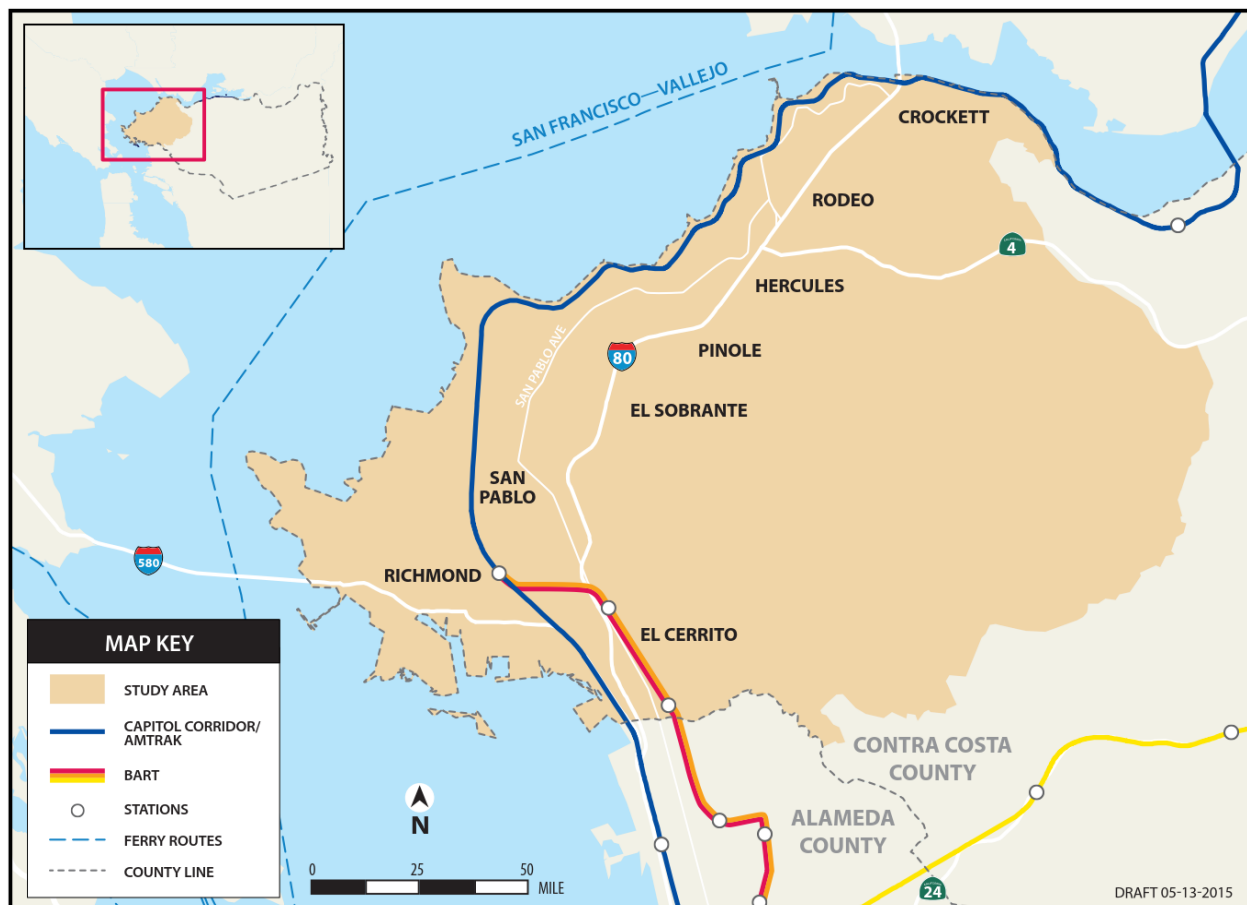 SAN FRANCISCO—VALLEJO
CROCKETT
RODEO
CALIFORNIA
4
HERCULES
SAN PABLO AVE
80
PINOLE
EL SOBRANTE
SAN
PABLO
580
RICHMOND
EL CERRITO
MAP KEY
STUDY AREA
CAPITOL CORRIDOR/
AMTRAK
BART
STATIONS
FERRY ROUTES
COUNTY LINE
CONTRA COSTA
COUNTY
ALAMEDA
COUNTY
N
0 25 50
MILE
CALIFORNIA
24
DRAFT 05-13-2015